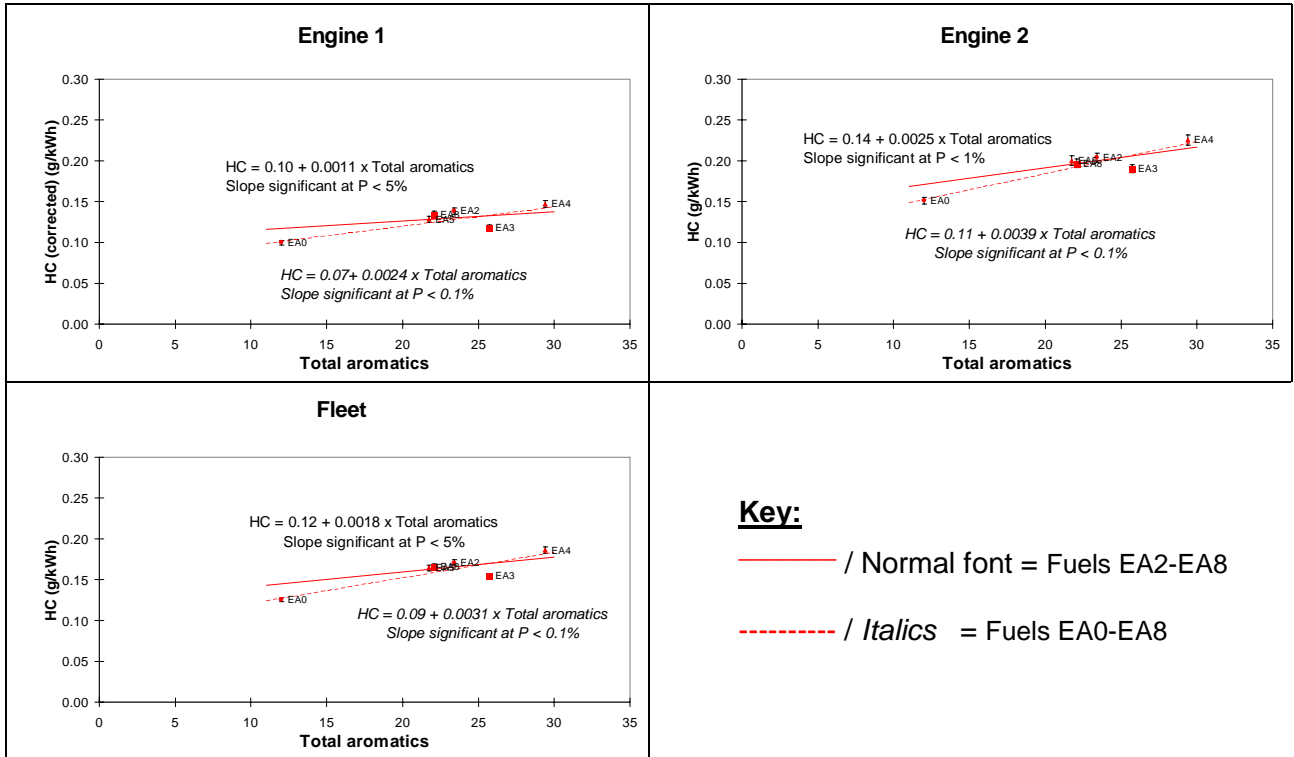 Engine 1
HC (corrected) (g/kWh)
0.30
0.25
0.20
0.15
0.10
0.05
0.00
HC = 0.10 + 0.0011 x Total aromatics
Slope significant at P < 5%
EA2
EA4
EA3
EA0
HC = 0.07+ 0.0024 x Total aromatics
Slope significant at P < 0.1%
0 5 10 15 20 25 30 35
Total aromatics
Engine 2
HC (g/kWh)
0.30
0.25
0.20
0.15
0.10
0.05
0.00
HC = 0.14 + 0.0025 x Total aromatics
Slope significant at P < 1%
EA4
EA2
EA8
EA3
EA0
HC = 0.11 + 0.0039 x Total aromatics
Slope significant at P < 0.1%
0 5 10 15 20 25 30 35
Total aromatics
Fleet
HC (g/kWh)
0.30
0.25
0.20
0.15
0.10
0.05
0.00
HC = 0.12 + 0.0018 x Total aromatics
Slope significant at P < 5%
EA4
EA2
EA3
EA0
HC = 0.09 + 0.0031 x Total aromatics
Slope significant at P < 0.1%
0 5 10 15 20 25 30 35
Total aromatics
Key:
/ Normal font = Fuels EA2-EA8
/ Italics = Fuels EA0-EA8